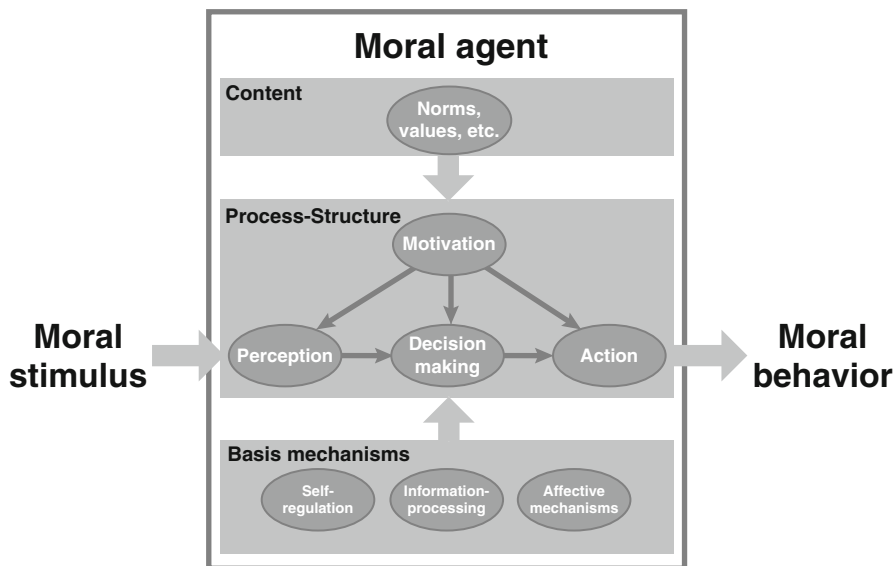 Moral agent
Content
Norms,
values, etc.
Process-Structure
Motivation
Moral
stimulus
Perception
Decision
making
Action
Moral
behavior
Basis mechanisms
Self-
regulation
Information-
processing
Affective
mechanisms